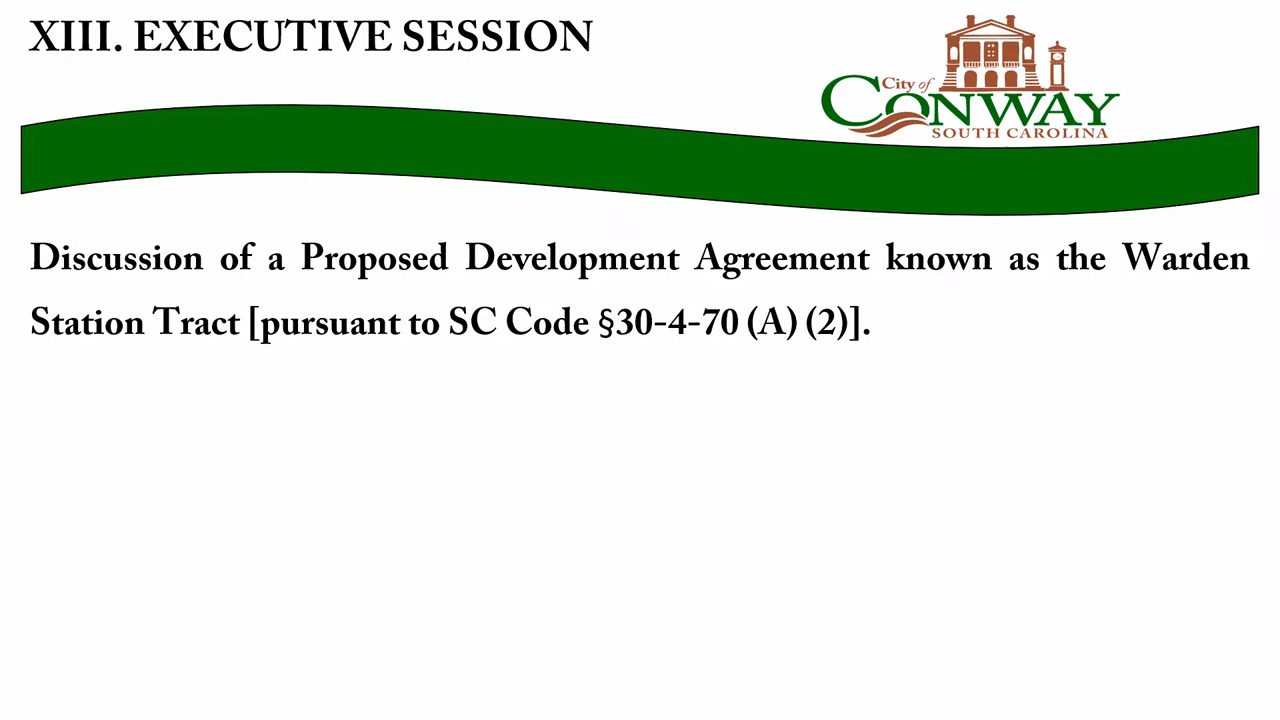 XIII. EXECUTIVE SESSION
City of
CONWAY
SOUTH CAROLINA
Discussion of a Proposed Development Agreement known as the Warden
Station Tract [pursuant to SC Code §30-4-70 (A) (2)].